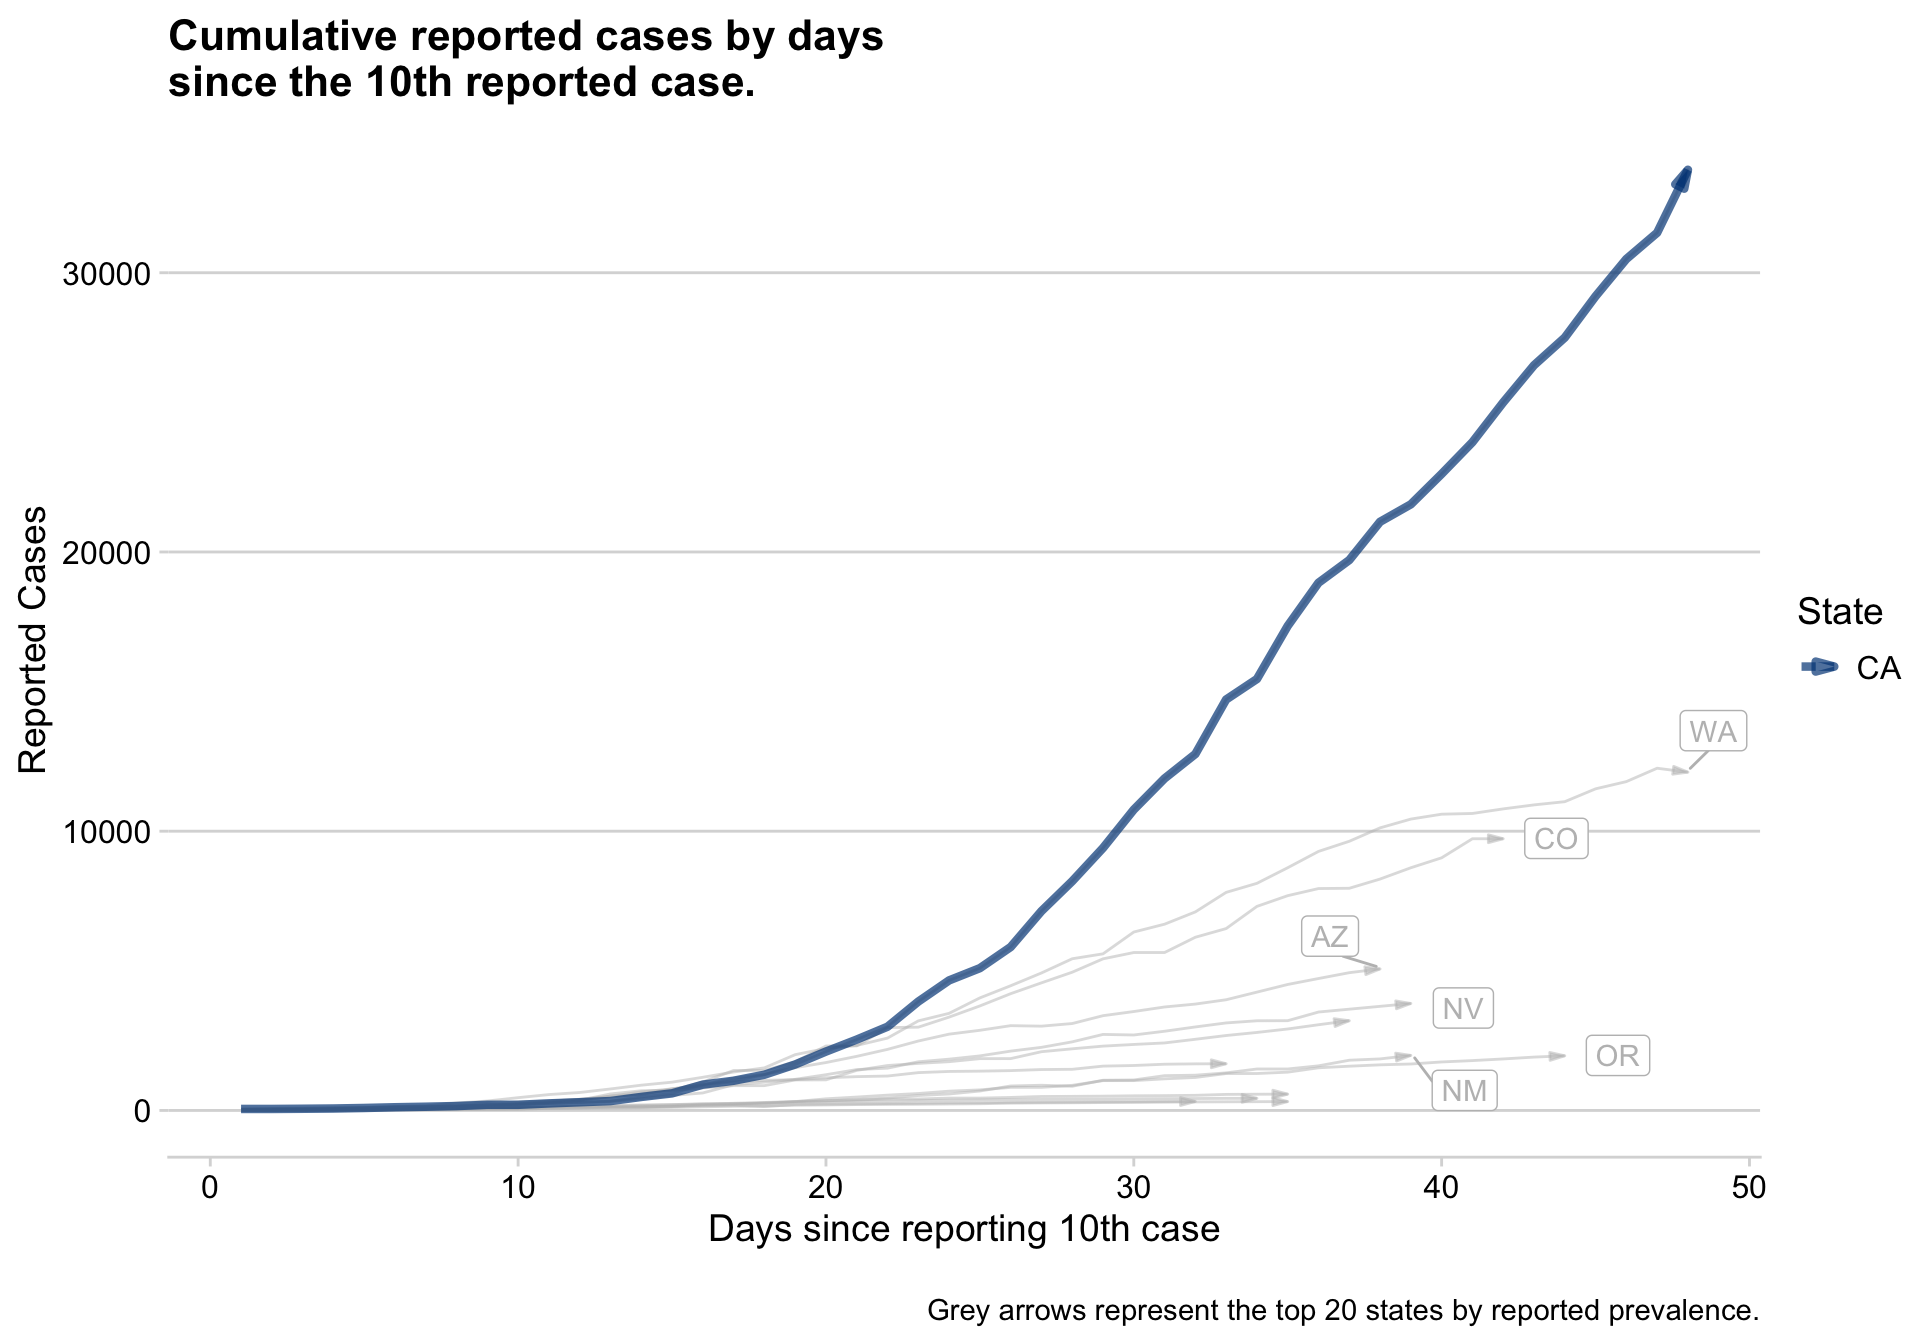 Cumulative reported cases by days
since the 10th reported case.
Reported Cases
30000
20000
10000
0
0 10 20 30 40 50
Days since reporting 10th case
State
CA
WA
CO
AZ
NV
OR
NM
Grey arrows represent the top 20 states by reported prevalence.